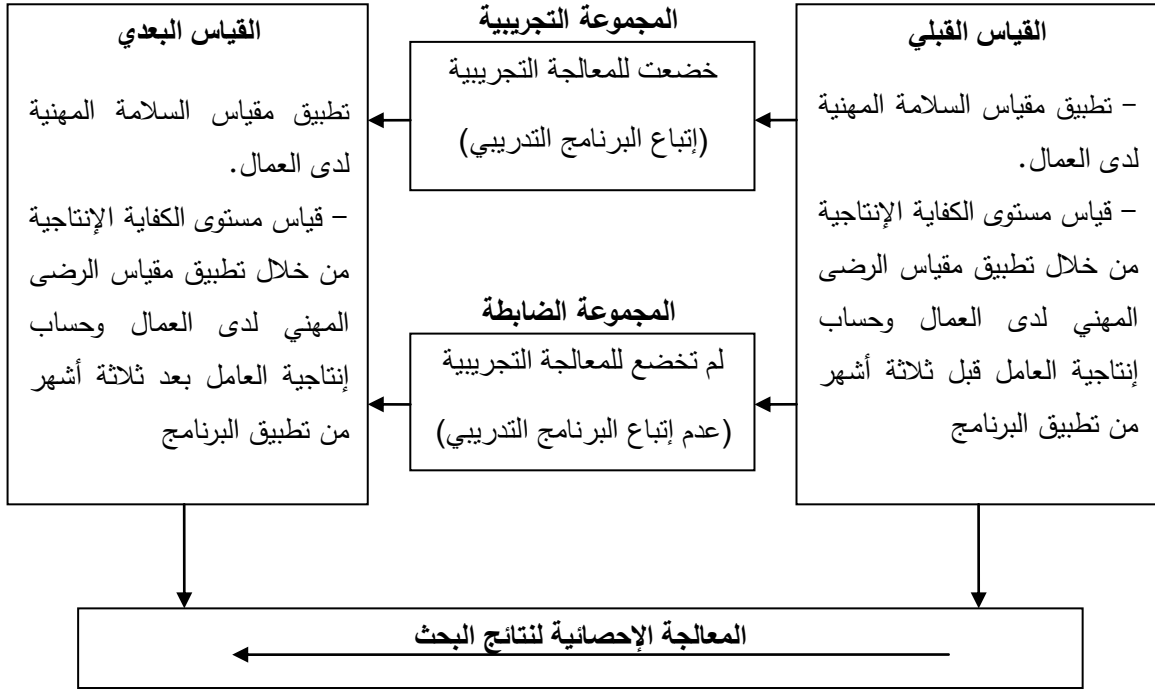 القياس القبلي
– تطبيق مقياس السلامة المهنية
لدى العمال.
– قياس مستوى الكفاية الإنتاجية
من خلال تطبيق مقياس الرضى
المهني لدى العمال وحساب
إنتاجية العامل قبل ثلاثة أشهر
من تطبيق البرنامج
المجموعة التجريبية
خضعت للمعالجة التجريبية
(إتباع البرنامج التدريبي)
المجموعة الضابطة
لم تخضع للمعالجة التجريبية
(عدم إتباع البرنامج التدريبي)
القياس البعدي
تطبيق مقياس السلامة المهنية
لدى العمال.
– قياس مستوى الكفاية الإنتاجية
من خلال تطبيق مقياس الرضى
المهني لدى العمال وحساب
إنتاجية العامل بعد ثلاثة أشهر
من تطبيق البرنامج
المعالجة الإحصائية لنتائج البحث